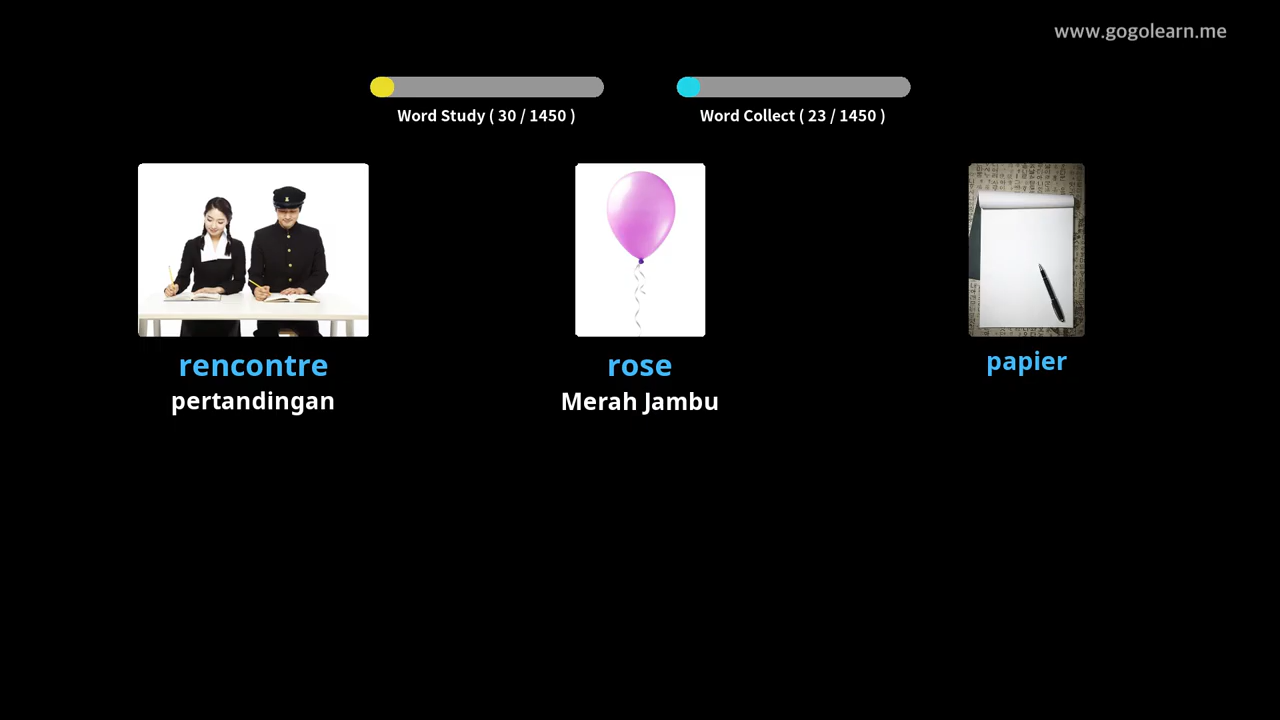 www.gogolearn.me
Word Study ( 30 / 1450 )
Word Collect ( 23 / 1450 )
rencontre
pertandingan
rose
Merah Jambu
papier